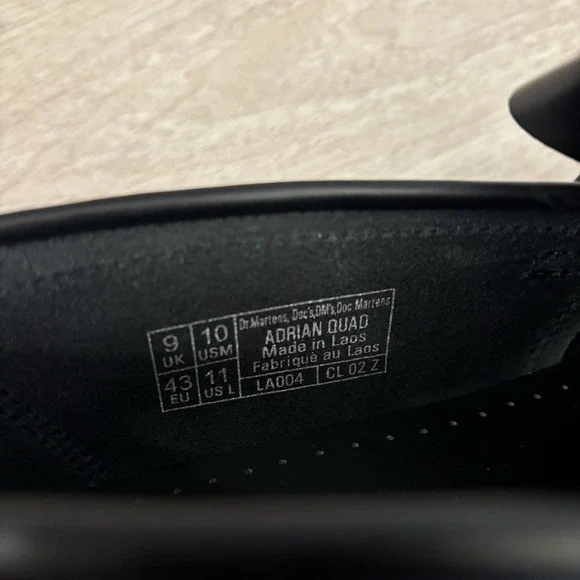 9 UK
10 USM
43 EU
11 US L
Dr.Martens, Doc's,DM's,Doc Martens
ADRIAN QUAD
Made in Laos
Fabriqué au Laos
LA004
CL 02 Z